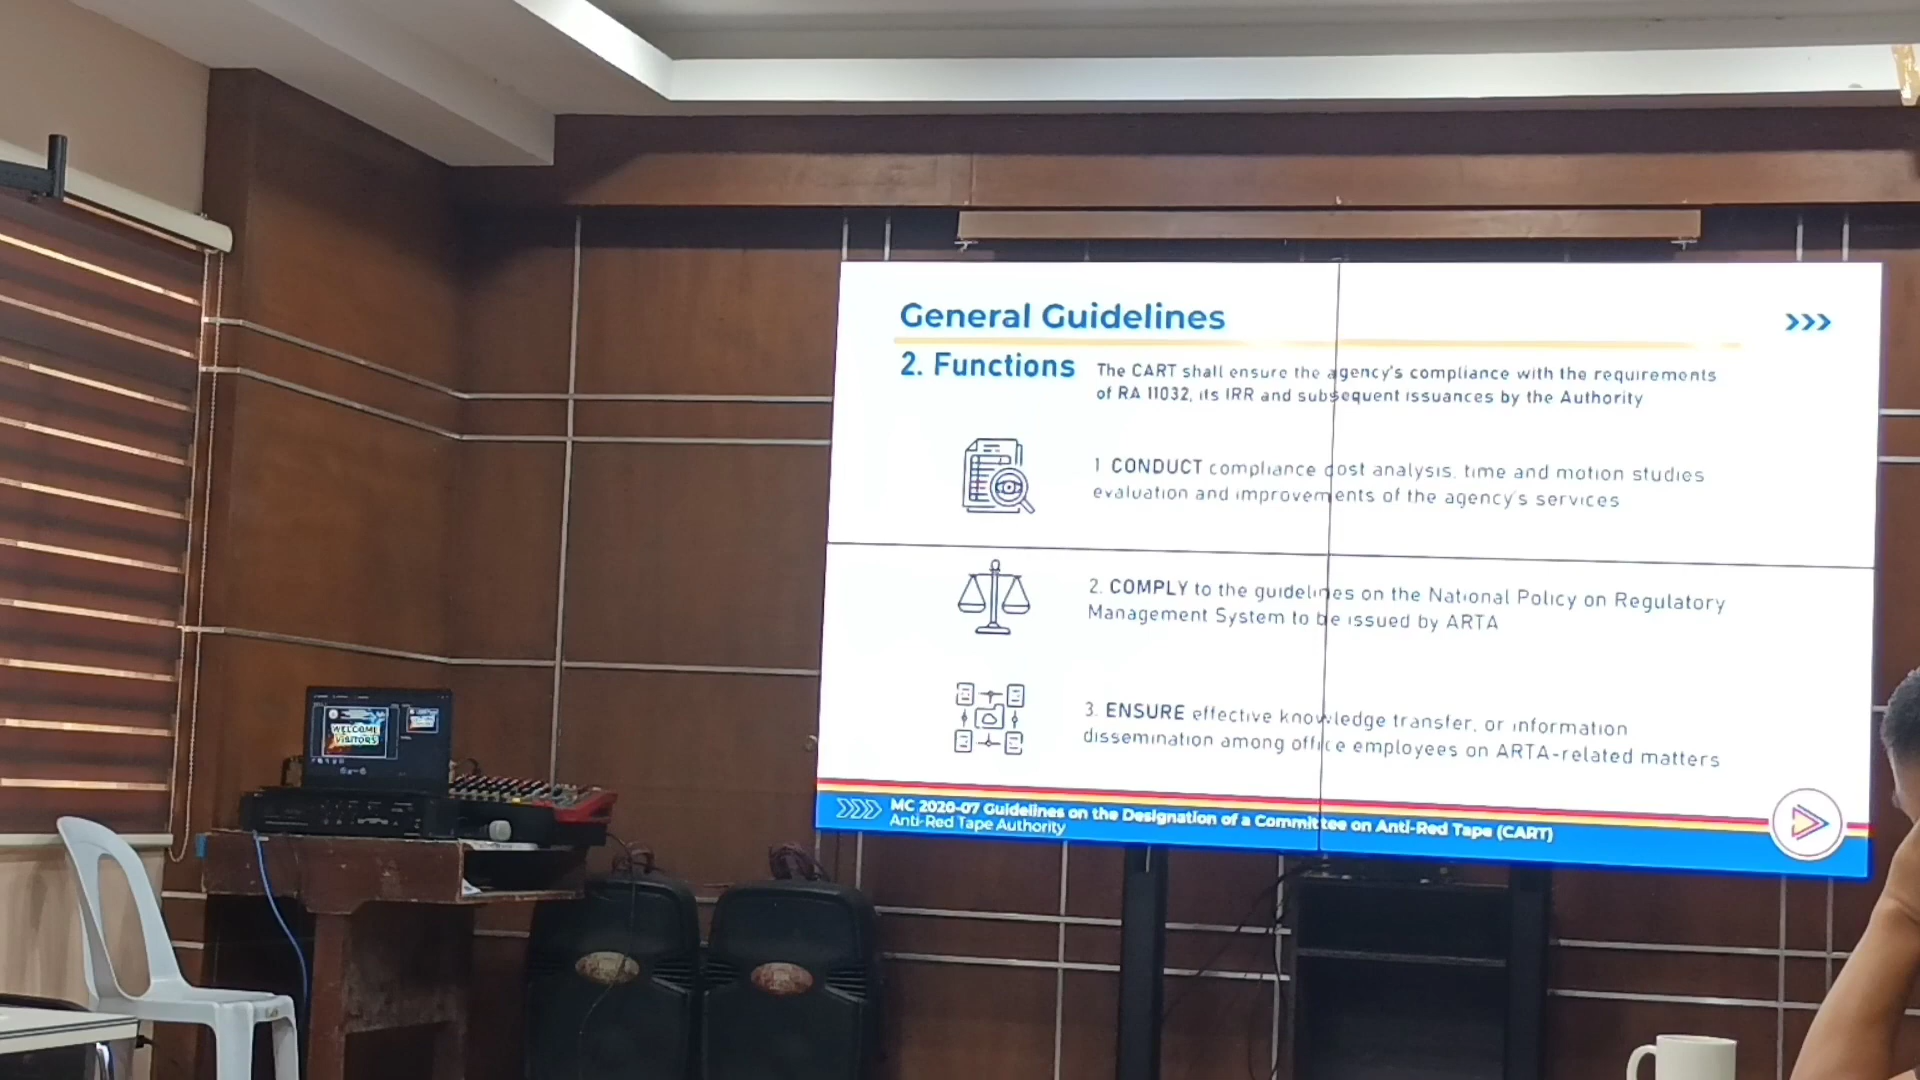 General Guidelines
2. Functions
The CART shall ensure the agency's compliance with the requirements
of RA 11032, its IRR and subsequent issuances by the Authority
1 CONDUCT compliance cost analysis, time and motion studies
evaluation and improvements of the agency's services
2. COMPLY to the guidelines on the National Policy on Regulatory
Management System to be issued by ARTA
3. ENSURE effective knowledge transfer, or information
dissemination among office employees on ARTA-related matters
MC 2020-07 Guidelines on the Designation of a Committee on Anti-Red Tape (CART)
Anti-Red Tape Authority
WELCOME
VISITORS